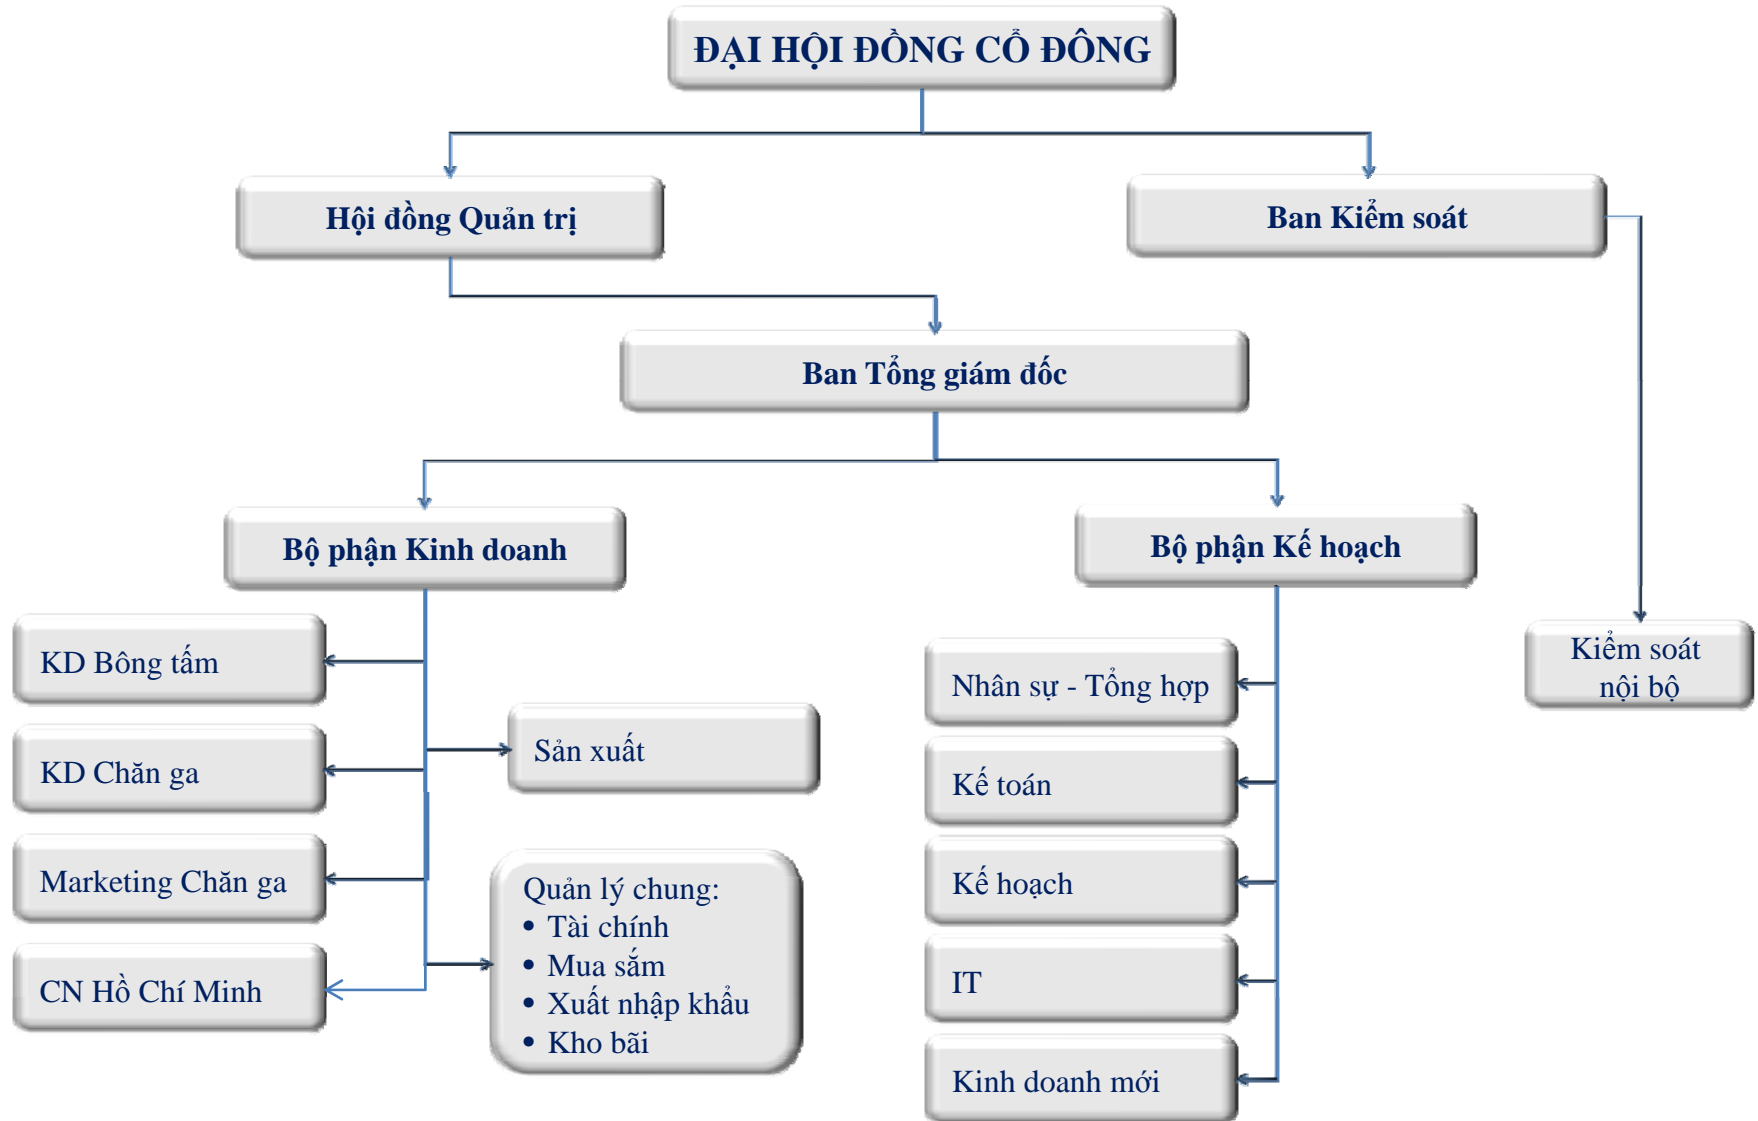 ĐẠI HỘI ĐỒNG CỔ ĐÔNG
Hội đồng Quản trị
Ban Kiểm soát
Ban Tổng giám đốc
Bộ phận Kinh doanh
Bộ phận Kế hoạch
KD Bông tấm
KD Chăn ga
Marketing Chăn ga
CN Hồ Chí Minh
Sản xuất
Quản lý chung:
• Tài chính
• Mua sắm
• Xuất nhập khẩu
• Kho bãi
Nhân sự - Tổng hợp
Kế toán
Kế hoạch
IT
Kinh doanh mới
Kiểm soát
nội bộ